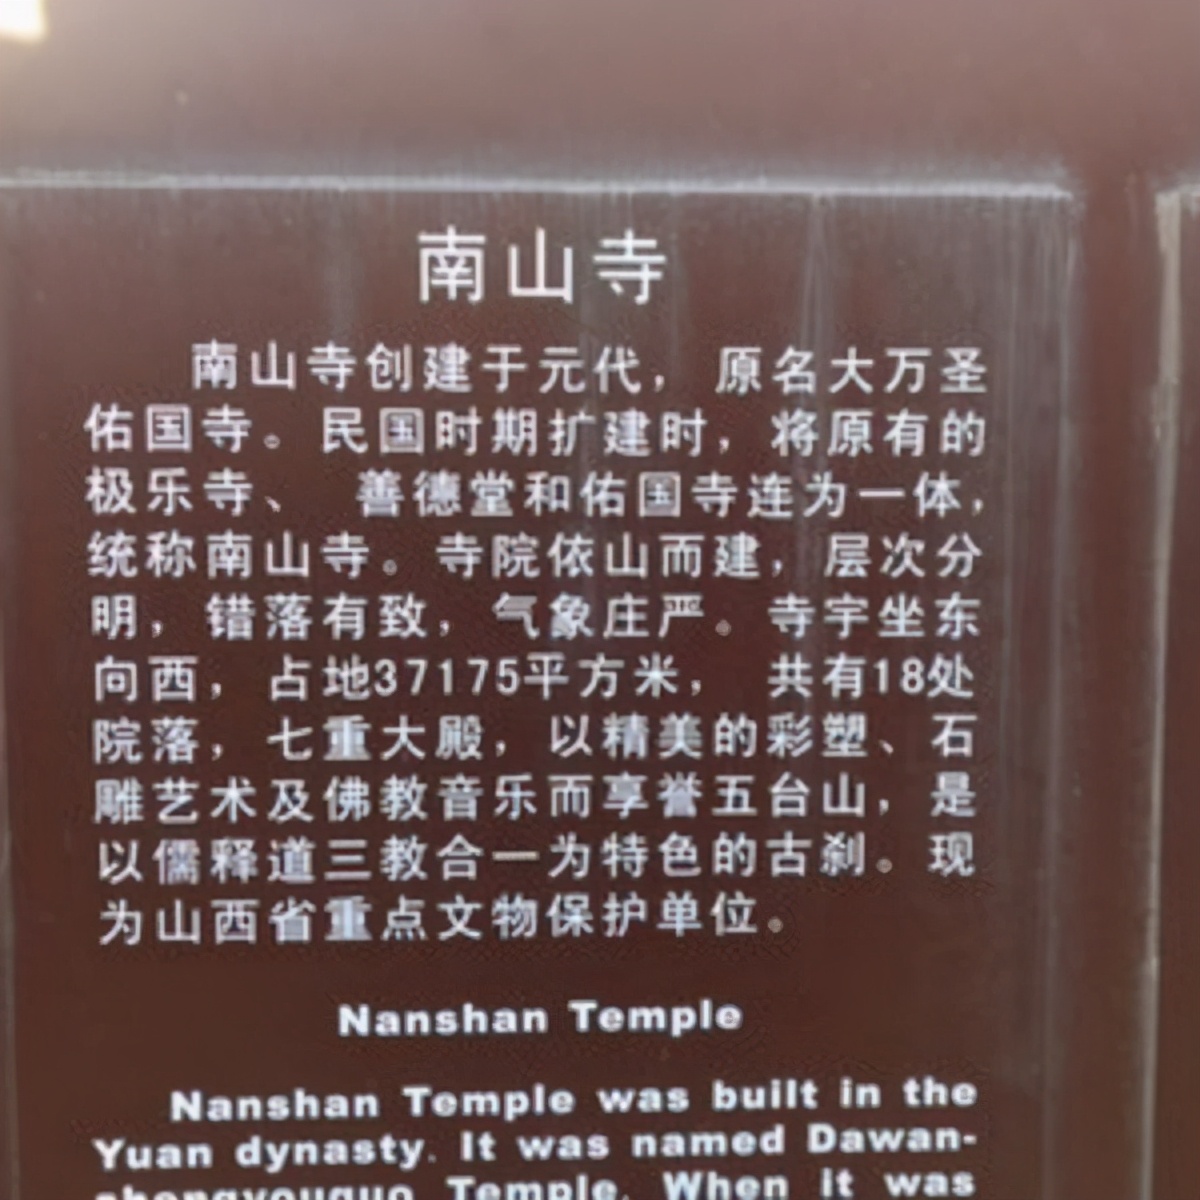 南山寺
南山寺创建于元代，原名大万圣
佑国寺。民国时期扩建时，将原有的
极乐寺、 善德堂和佑国寺连为一体，
统称南山寺。寺院依山而建，层次分
明，错落有致，气象庄严。寺宇坐东
向西，占地37175平方米， 共有18处
院落，七重大殿，以精美的彩塑、石
雕艺术及佛教音乐而享誉五台山，是
以儒释道三教合一为特色的古刹。现
为山西省重点文物保护单位。
Nanshan Temple
Nanshan Temple was built in the
Yuan dynasty. It was named Dawan-
shengyouguo Temple. When it was